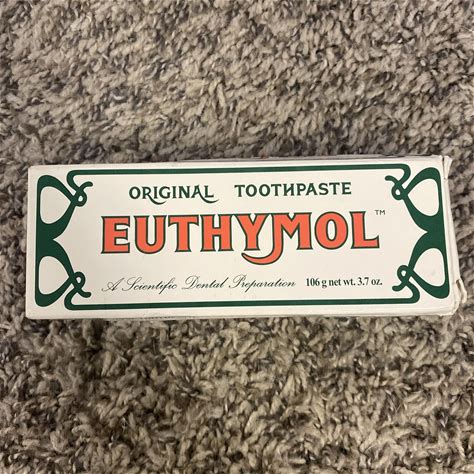 ORIGINAL TOOTHPASTE
EUTHYMOL™
A Scientific Dental Preparation 106 g net wt. 3.7 oz.